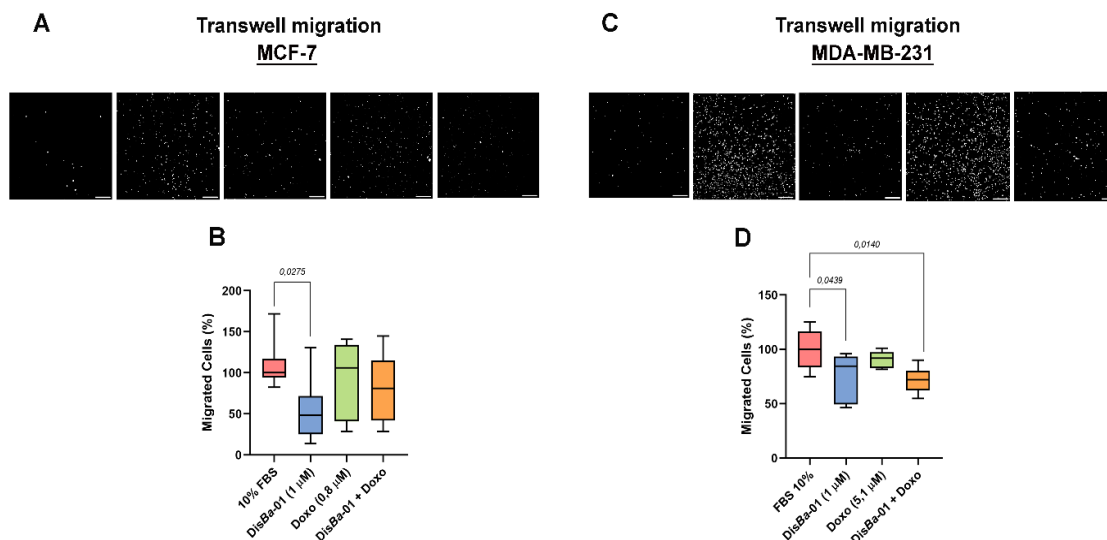 A
Transwell migration
MCF-7
B
0,0275
200
150
100
50
0
Migrated Cells (%)
10% FBS
DisBa-01 (1 μM)
Doxo (0,8 μM)
DisBa-01 + Doxo
C
Transwell migration
MDA-MB-231
D
0,0140
0,0439
150
100
50
0
Migrated Cells (%)
FBS 10%
DisBa-01 (1 μM)
Doxo (5,1 μM)
DisBa-01 + Doxo